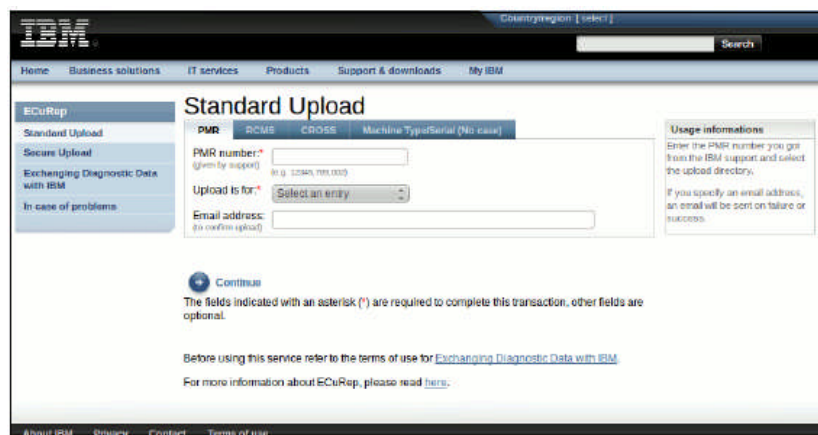 Country/region [ select ]
IBM
Search
Home Business solutions IT services Products Support & downloads My IBM
ECuRep
Standard Upload
Secure Upload
Exchanging Diagnostic Data
with IBM
In case of problems
Standard Upload
PMR RCMS CROSS Machine Type/Serial (No case)
PMR number:*
(given by support)
(e.g. 12345,789,000)
Upload is for:*
Select an entry
Email address:
(to confirm upload)
Usage informations
Enter the PMR number you got
from the IBM support and select
the upload directory.
If you specify an email address,
an email will be sent on failure or
success.
Continue
The fields indicated with an asterisk (*) are required to complete this transaction, other fields are
optional.
Before using this service refer to the terms of use for Exchanging Diagnostic Data with IBM.
For more information about ECuRep, please read here.
About IBM Privacy Contact Terms of use